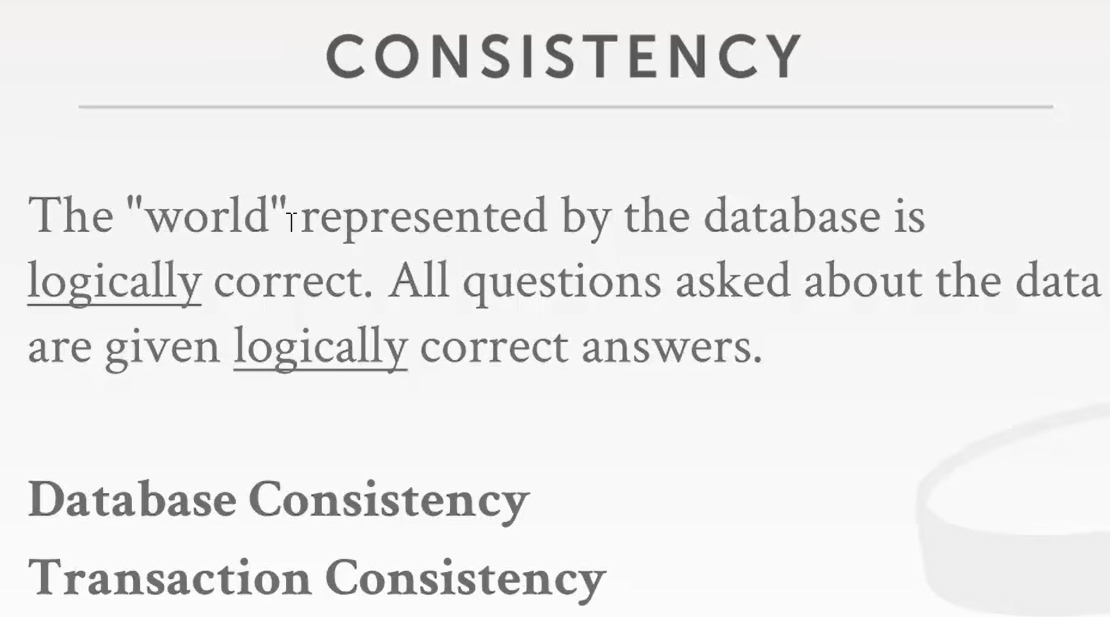 CONSISTENCY
The "world" represented by the database is
logically correct. All questions asked about the data
are given logically correct answers.
Database Consistency
Transaction Consistency